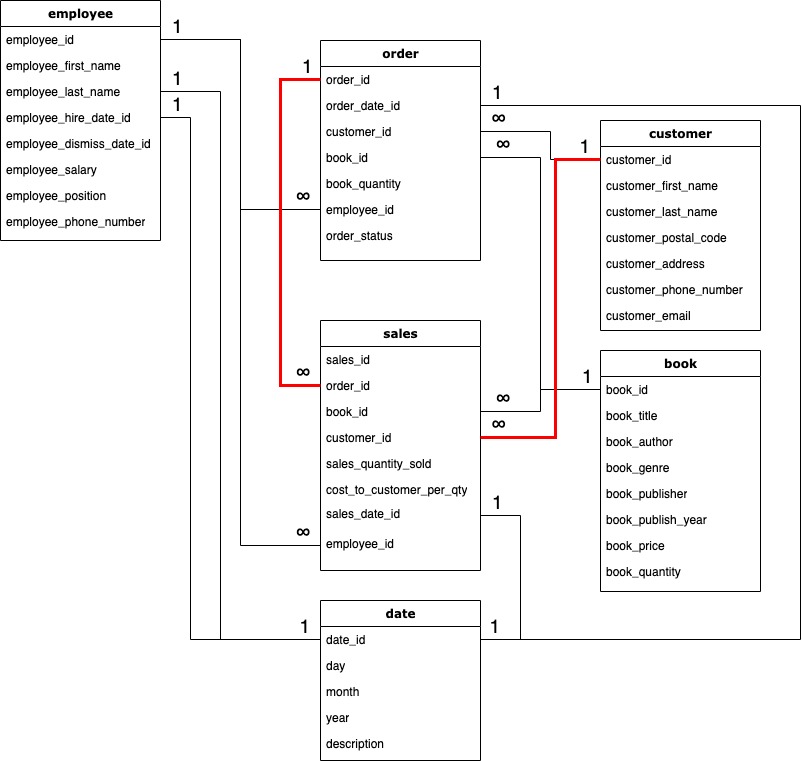 employee
employee_id
employee_first_name
employee_last_name
employee_hire_date_id
employee_dismiss_date_id
employee_salary
employee_position
employee_phone_number
1
1
1
order
order_id
order_date_id
customer_id
book_id
book_quantity
employee_id
order_status
1
∞
1
∞
∞
customer
customer_id
customer_first_name
customer_last_name
customer_postal_code
customer_address
customer_phone_number
customer_email
1
sales
sales_id
order_id
book_id
customer_id
sales_quantity_sold
cost_to_customer_per_qty
sales_date_id
employee_id
∞
∞
∞
∞
1
book
book_id
book_title
book_author
book_genre
book_publisher
book_publish_year
book_price
book_quantity
1
date
date_id
day
month
year
description
1
1